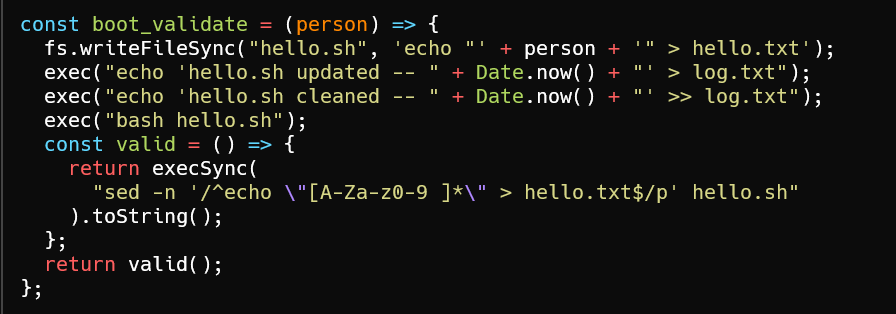 const boot_validate = (person) => {
  fs.writeFileSync("hello.sh", 'echo "' + person + '" > hello.txt');
  exec("echo 'hello.sh updated -- " + Date.now() + "' > log.txt");
  exec("echo 'hello.sh cleaned -- " + Date.now() + "' >> log.txt");
  exec("bash hello.sh");
  const valid = () => {
    return execSync(
      "sed -n '/^echo \"[A-Za-z0-9 ]*\" > hello.txt$/p' hello.sh"
    ).toString();
  };
  return valid();
};